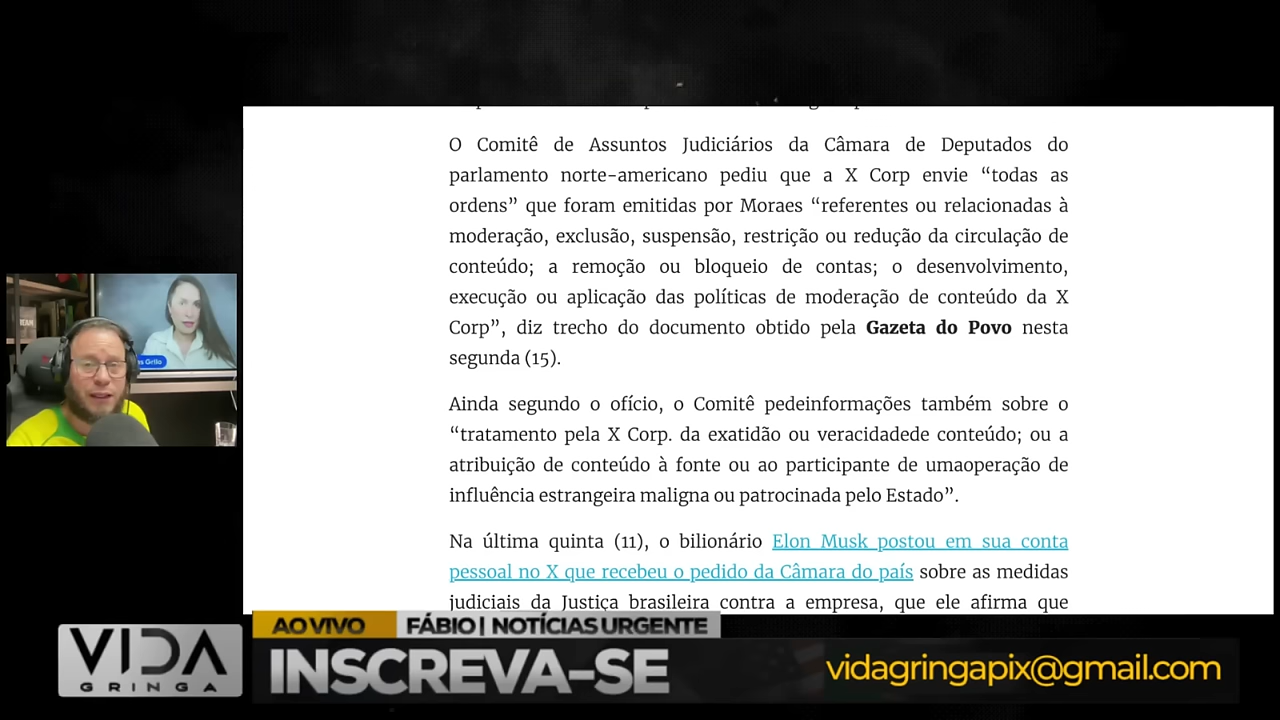 O Comitê de Assuntos Judiciários da Câmara de Deputados do
parlamento norte-americano pediu que a X Corp envie “todas as
ordens” que foram emitidas por Moraes “referentes ou relacionadas à
moderação, exclusão, suspensão, restrição ou redução da circulação de
conteúdo; a remoção ou bloqueio de contas; o desenvolvimento,
execução ou aplicação das políticas de moderação de conteúdo da X
Corp”, diz trecho do documento obtido pela Gazeta do Povo nesta
segunda (15).
Ainda segundo o ofício, o Comitê pedeinformações também sobre o
“tratamento pela X Corp. da exatidão ou veracidadede conteúdo; ou a
atribuição de conteúdo à fonte ou ao participante de umaoperação de
influência estrangeira maligna ou patrocinada pelo Estado”.
Na última quinta (11), o bilionário Elon Musk postou em sua conta
pessoal no X que recebeu o pedido da Câmara do país sobre as medidas
judiciais da Justiça brasileira contra a empresa, que ele afirma que
as Grilo
AO VIVO FÁBIO | NOTÍCIAS URGENTE
VIDA
GRINGA
INSCREVA-SE
vidagringapix@gmail.com